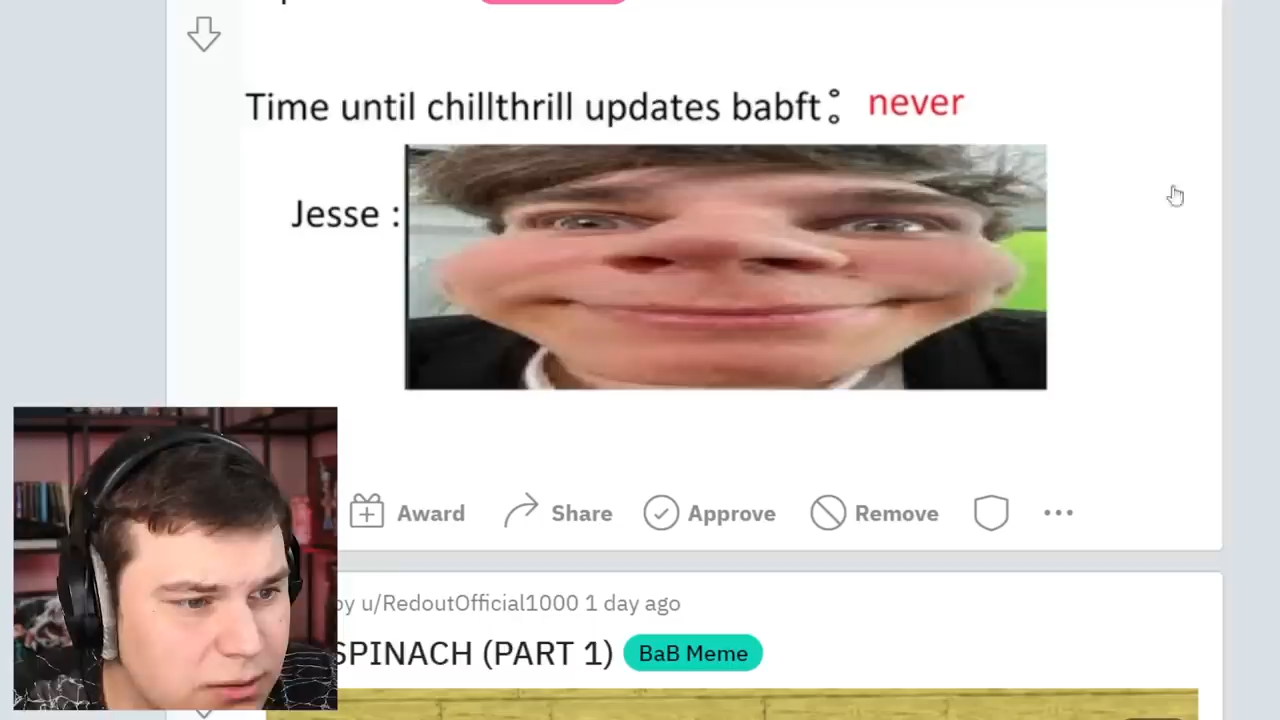 Time until chillthrill updates babft: never
Jesse :
Award Share Approve Remove
by u/RedoutOfficial1000 1 day ago
SPINACH (PART 1) BaB Meme